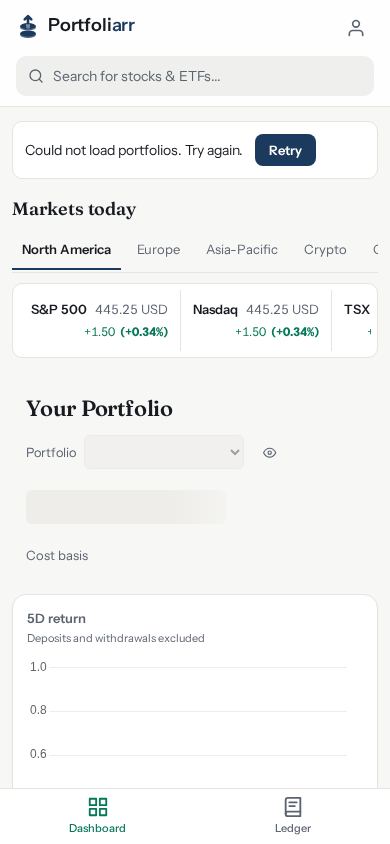 Portfoliarr
Search for stocks & ETFs...
Could not load portfolios. Try again. Retry
Markets today
North America Europe Asia-Pacific Crypto
S&P 500 445.25 USD Nasdaq 445.25 USD TSX
+1.50 (+0.34%) +1.50 (+0.34%)
Your Portfolio
Portfolio
Cost basis
5D return
Deposits and withdrawals excluded
1.0
0.8
0.6
Dashboard Ledger